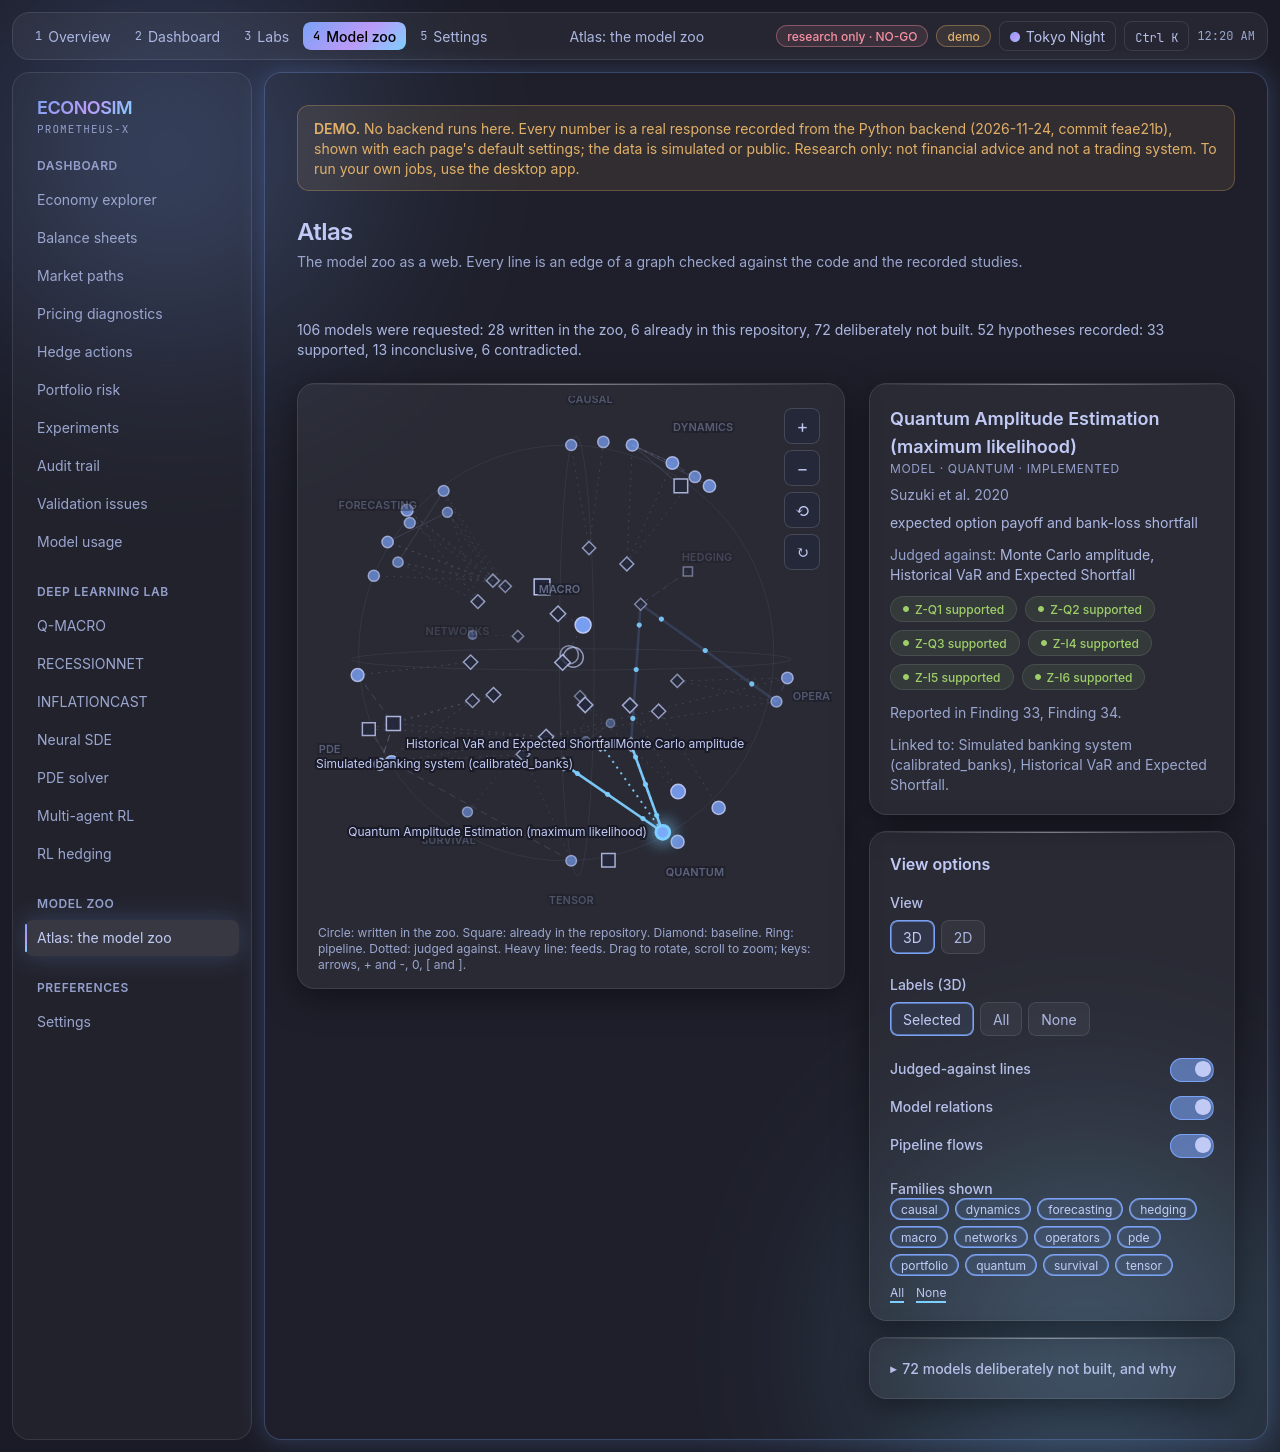 1 Overview
2 Dashboard
3 Labs
4 Model zoo
5 Settings
Atlas: the model zoo
research only · NO-GO
demo
Tokyo Night
Ctrl K
12:20 AM
ECONOSIM
PROMETHEUS-X
DASHBOARD
Economy explorer
Balance sheets
Market paths
Pricing diagnostics
Hedge actions
Portfolio risk
Experiments
Audit trail
Validation issues
Model usage
DEEP LEARNING LAB
Q-MACRO
RECESSIONNET
INFLATIONCAST
Neural SDE
PDE solver
Multi-agent RL
RL hedging
MODEL ZOO
Atlas: the model zoo
PREFERENCES
Settings
DEMO. No backend runs here. Every number is a real response recorded from the Python backend (2026-11-24, commit feae21b),
shown with each page's default settings; the data is simulated or public. Research only: not financial advice and not a trading system. To
run your own jobs, use the desktop app.
Atlas
The model zoo as a web. Every line is an edge of a graph checked against the code and the recorded studies.
106 models were requested: 28 written in the zoo, 6 already in this repository, 72 deliberately not built. 52 hypotheses recorded: 33
supported, 13 inconclusive, 6 contradicted.
CAUSAL
DYNAMICS
FORECASTING
HEDGING
MACRO
NETWORKS
OPERAT
PDE
Historical VaR and Expected Shortfall
Monte Carlo amplitude
Simulated banking system (calibrated_banks)
Quantum Amplitude Estimation (maximum likelihood)
SURVIVAL
QUANTUM
TENSOR
+
−
⟲
↻
Circle: written in the zoo. Square: already in the repository. Diamond: baseline. Ring:
pipeline. Dotted: judged against. Heavy line: feeds. Drag to rotate, scroll to zoom; keys:
arrows, + and -, 0, [ and ].
Quantum Amplitude Estimation
(maximum likelihood)
MODEL · QUANTUM · IMPLEMENTED
Suzuki et al. 2020
expected option payoff and bank-loss shortfall
Judged against: Monte Carlo amplitude,
Historical VaR and Expected Shortfall
Z-Q1 supported
Z-Q2 supported
Z-Q3 supported
Z-I4 supported
Z-I5 supported
Z-I6 supported
Reported in Finding 33, Finding 34.
Linked to: Simulated banking system
(calibrated_banks), Historical VaR and Expected
Shortfall.
View options
View
3D
2D
Labels (3D)
Selected
All
None
Judged-against lines
Model relations
Pipeline flows
Families shown
causal
dynamics
forecasting
hedging
macro
networks
operators
pde
portfolio
quantum
survival
tensor
All
None
▸ 72 models deliberately not built, and why